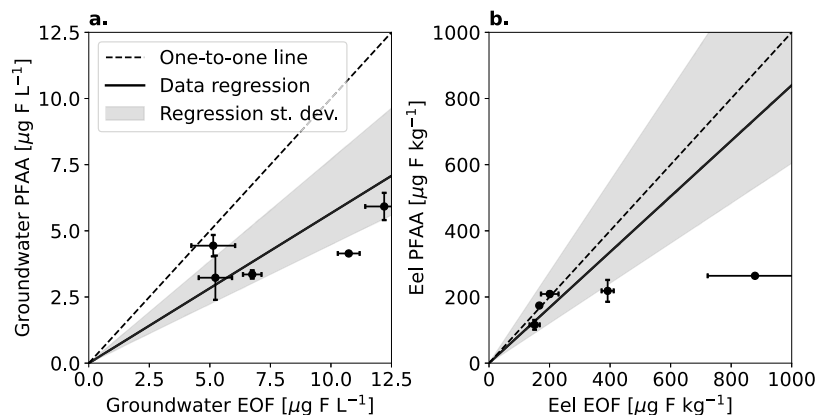 a.
12.5
10.0
7.5
5.0
2.5
0.0
Groundwater PFAA [μg F L⁻¹]
One-to-one line
Data regression
Regression st. dev.
0.0 2.5 5.0 7.5 10.0 12.5
Groundwater EOF [μg F L⁻¹]
b.
1000
800
600
400
200
0
Eel PFAA [μg F kg⁻¹]
0 200 400 600 800 1000
Eel EOF [μg F kg⁻¹]